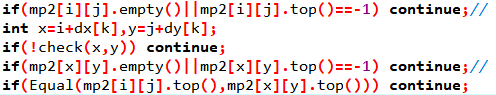 if(mp2[i][j].empty()||mp2[i][j].top()==-1) continue;//
int x=i+dx[k],y=j+dy[k];
if(!check(x,y)) continue;
if(mp2[x][y].empty()||mp2[x][y].top()==-1) continue;//
if(Equal(mp2[i][j].top(),mp2[x][y].top())) continue;